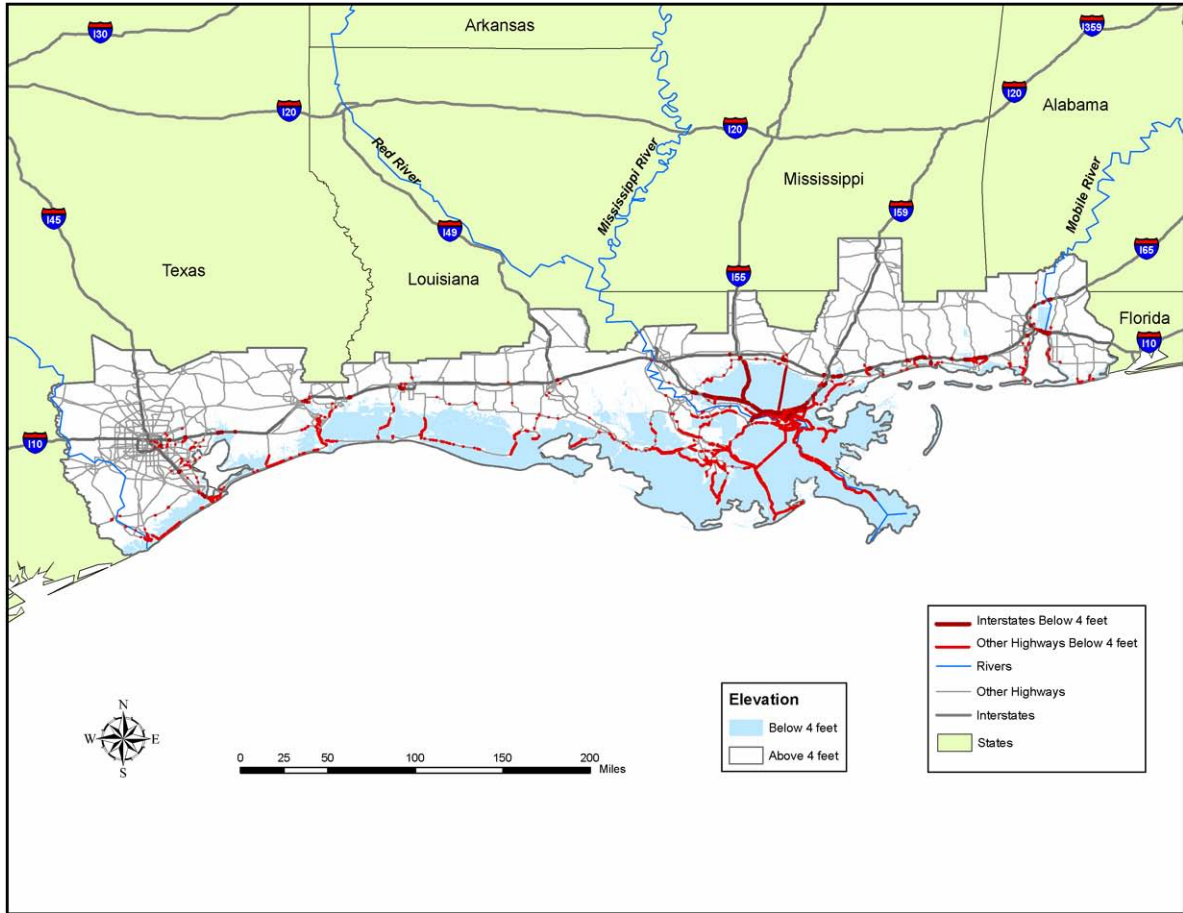 Arkansas
I30
I359
I20
I20
I20
Alabama
Red River
Mississippi River
Mississippi
Mobile River
I45
I49
I59
I65
Texas
Louisiana
I55
Florida
I10
I10
Interstates Below 4 feet
Other Highways Below 4 feet
Rivers
Other Highways
Interstates
States
Elevation
Below 4 feet
Above 4 feet
N
W E
S
0 25 50 100 150 200
Miles